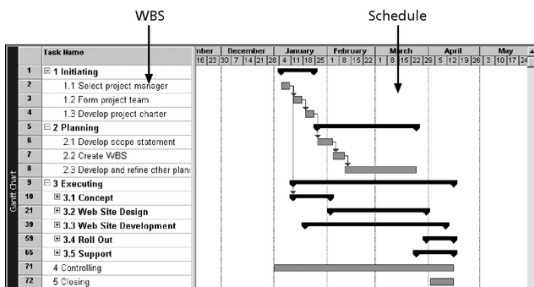 WBS Schedule
Task Name mber December January February March April May
16 23 30 7 14 21 28 4 11 18 25 1 8 15 22 1 8 15 22 29 5 12 19 26 3 10 17 24
1 1 Initiating
2 1.1 Select project manager
3 1.2 Form project team
4 1.3 Develop project charter
5 2 Planning
6 2.1 Develop scope statement
7 2.2 Create WBS
8 2.3 Develop and refine other plan
9 3 Executing
10 3.1 Concept
21 3.2 Web Site Design
39 3.3 Web Site Development
59 3.4 Roll Out
65 3.5 Support
71 4 Controlling
72 5 Closing
Gantt Chart